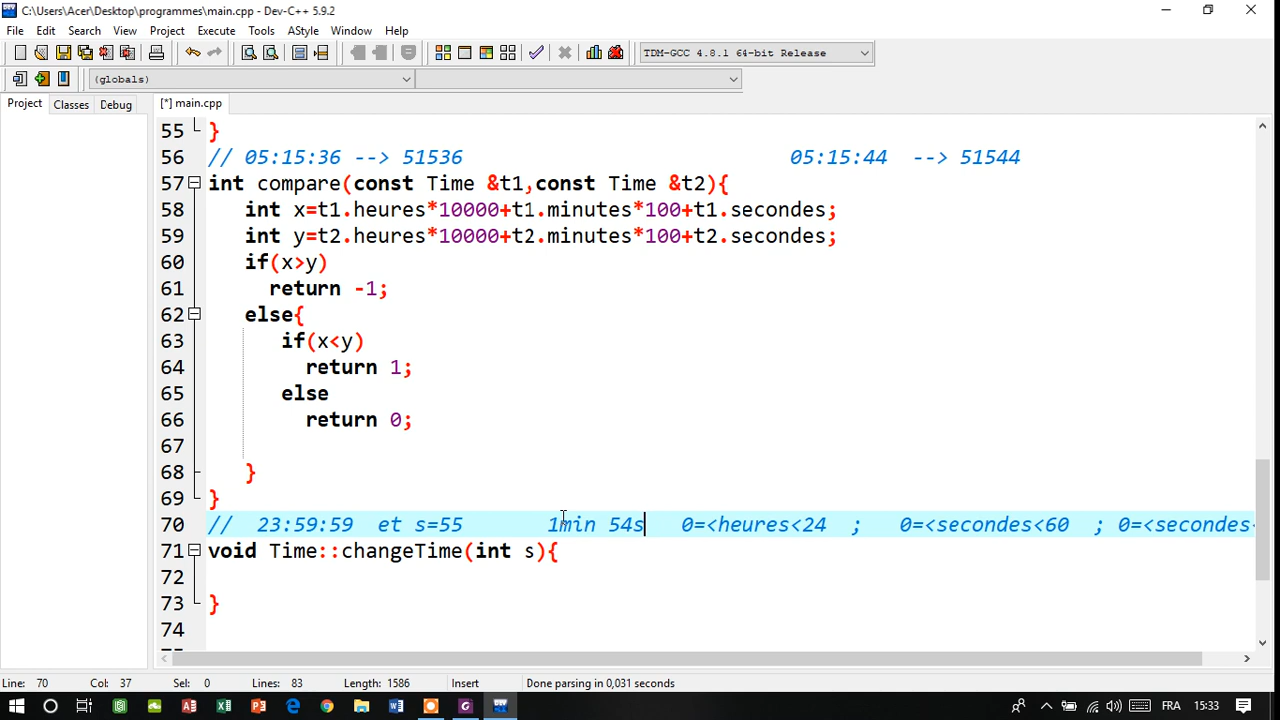 C:\Users\Acer\Desktop\programmes\main.cpp - Dev-C++ 5.9.2
File Edit Search View Project Execute Tools AStyle Window Help
TDM-GCC 4.8.1 64-bit Release
(globals)
Project Classes Debug [*] main.cpp
55 }
56 // 05:15:36 --> 51536 05:15:44 --> 51544
57 int compare(const Time &t1,const Time &t2){
58 int x=t1.heures*10000+t1.minutes*100+t1.secondes;
59 int y=t2.heures*10000+t2.minutes*100+t2.secondes;
60 if(x>y)
61 return -1;
62 else{
63 if(x<y)
64 return 1;
65 else
66 return 0;
67
68 }
69 }
70 // 23:59:59 et s=55 1min 54s 0=<heures<24 ; 0=<secondes<60 ; 0=<secondes<
71 void Time::changeTime(int s){
72
73 }
74
Line: 70 Col: 37 Sel: 0 Lines: 83 Length: 1586 Insert Done parsing in 0,031 seconds
FRA 15:33